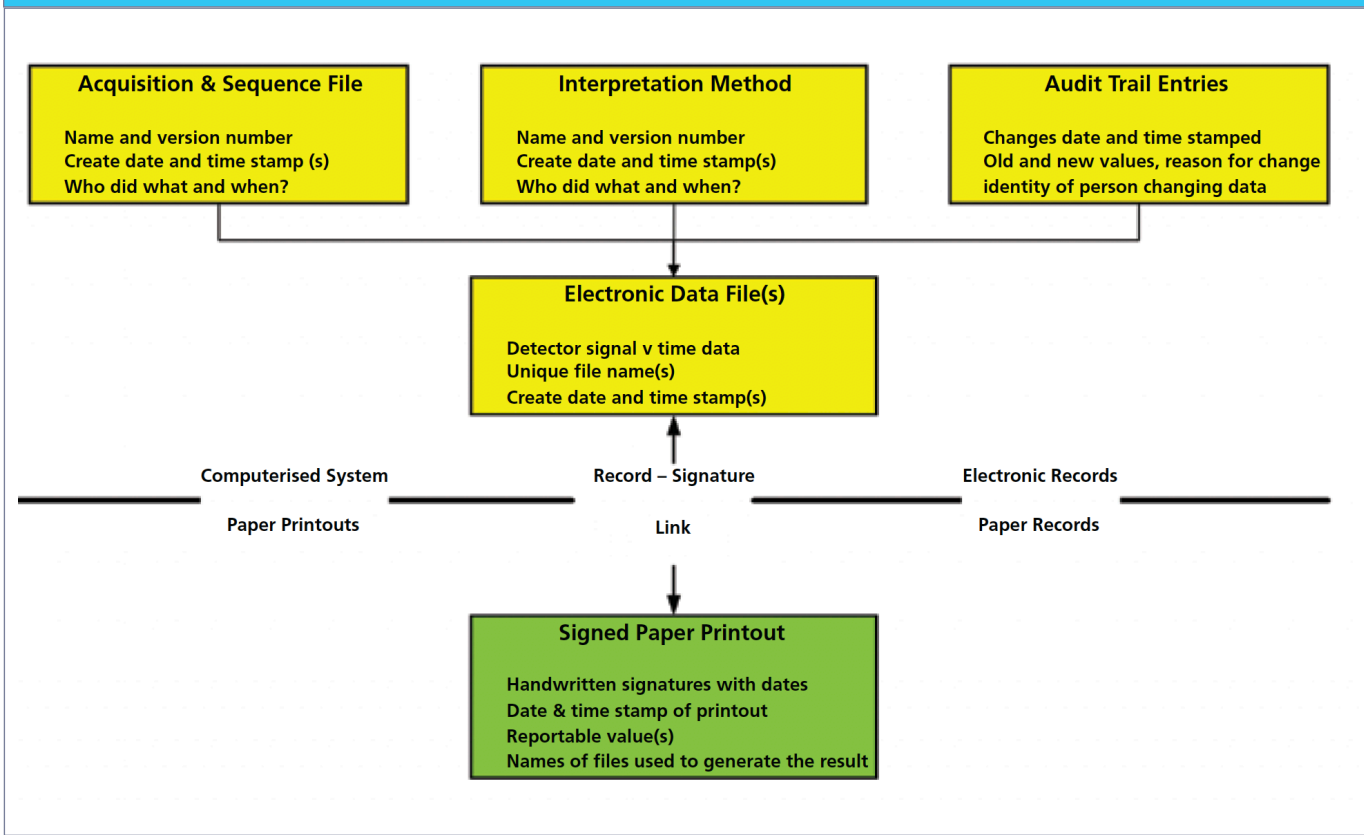 Acquisition & Sequence File
Name and version number
Create date and time stamp (s)
Who did what and when?
Interpretation Method
Name and version number
Create date and time stamp(s)
Who did what and when?
Audit Trail Entries
Changes date and time stamped
Old and new values, reason for change
identity of person changing data
Electronic Data File(s)
Detector signal v time data
Unique file name(s)
Create date and time stamp(s)
Computerised System
Record – Signature
Electronic Records
Paper Printouts
Link
Paper Records
Signed Paper Printout
Handwritten signatures with dates
Date & time stamp of printout
Reportable value(s)
Names of files used to generate the result